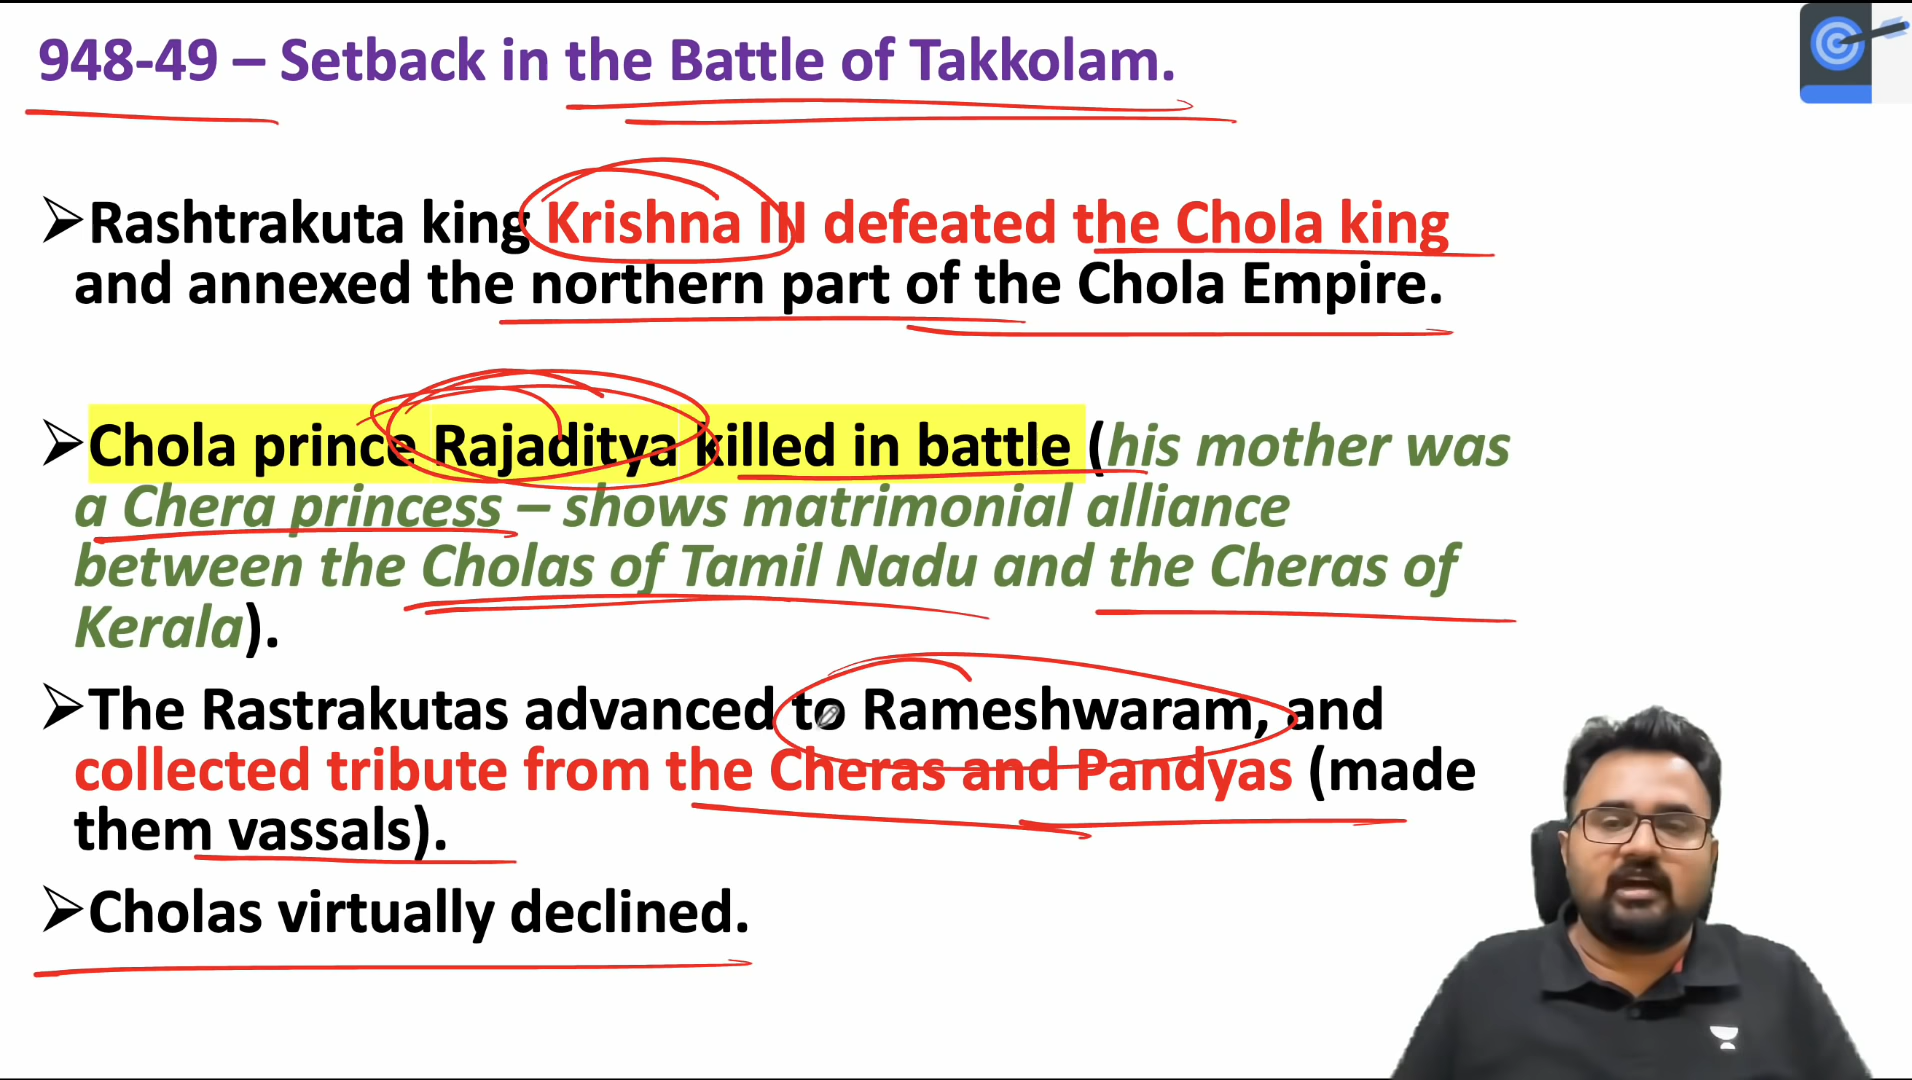 948-49 – Setback in the Battle of Takkolam.
➢Rashtrakuta king Krishna III defeated the Chola king
and annexed the northern part of the Chola Empire.
➢Chola prince Rajaditya killed in battle (his mother was
a Chera princess – shows matrimonial alliance
between the Cholas of Tamil Nadu and the Cheras of
Kerala).
➢The Rastrakutas advanced to Rameshwaram, and
collected tribute from the Cheras and Pandyas (made
them vassals).
➢Cholas virtually declined.